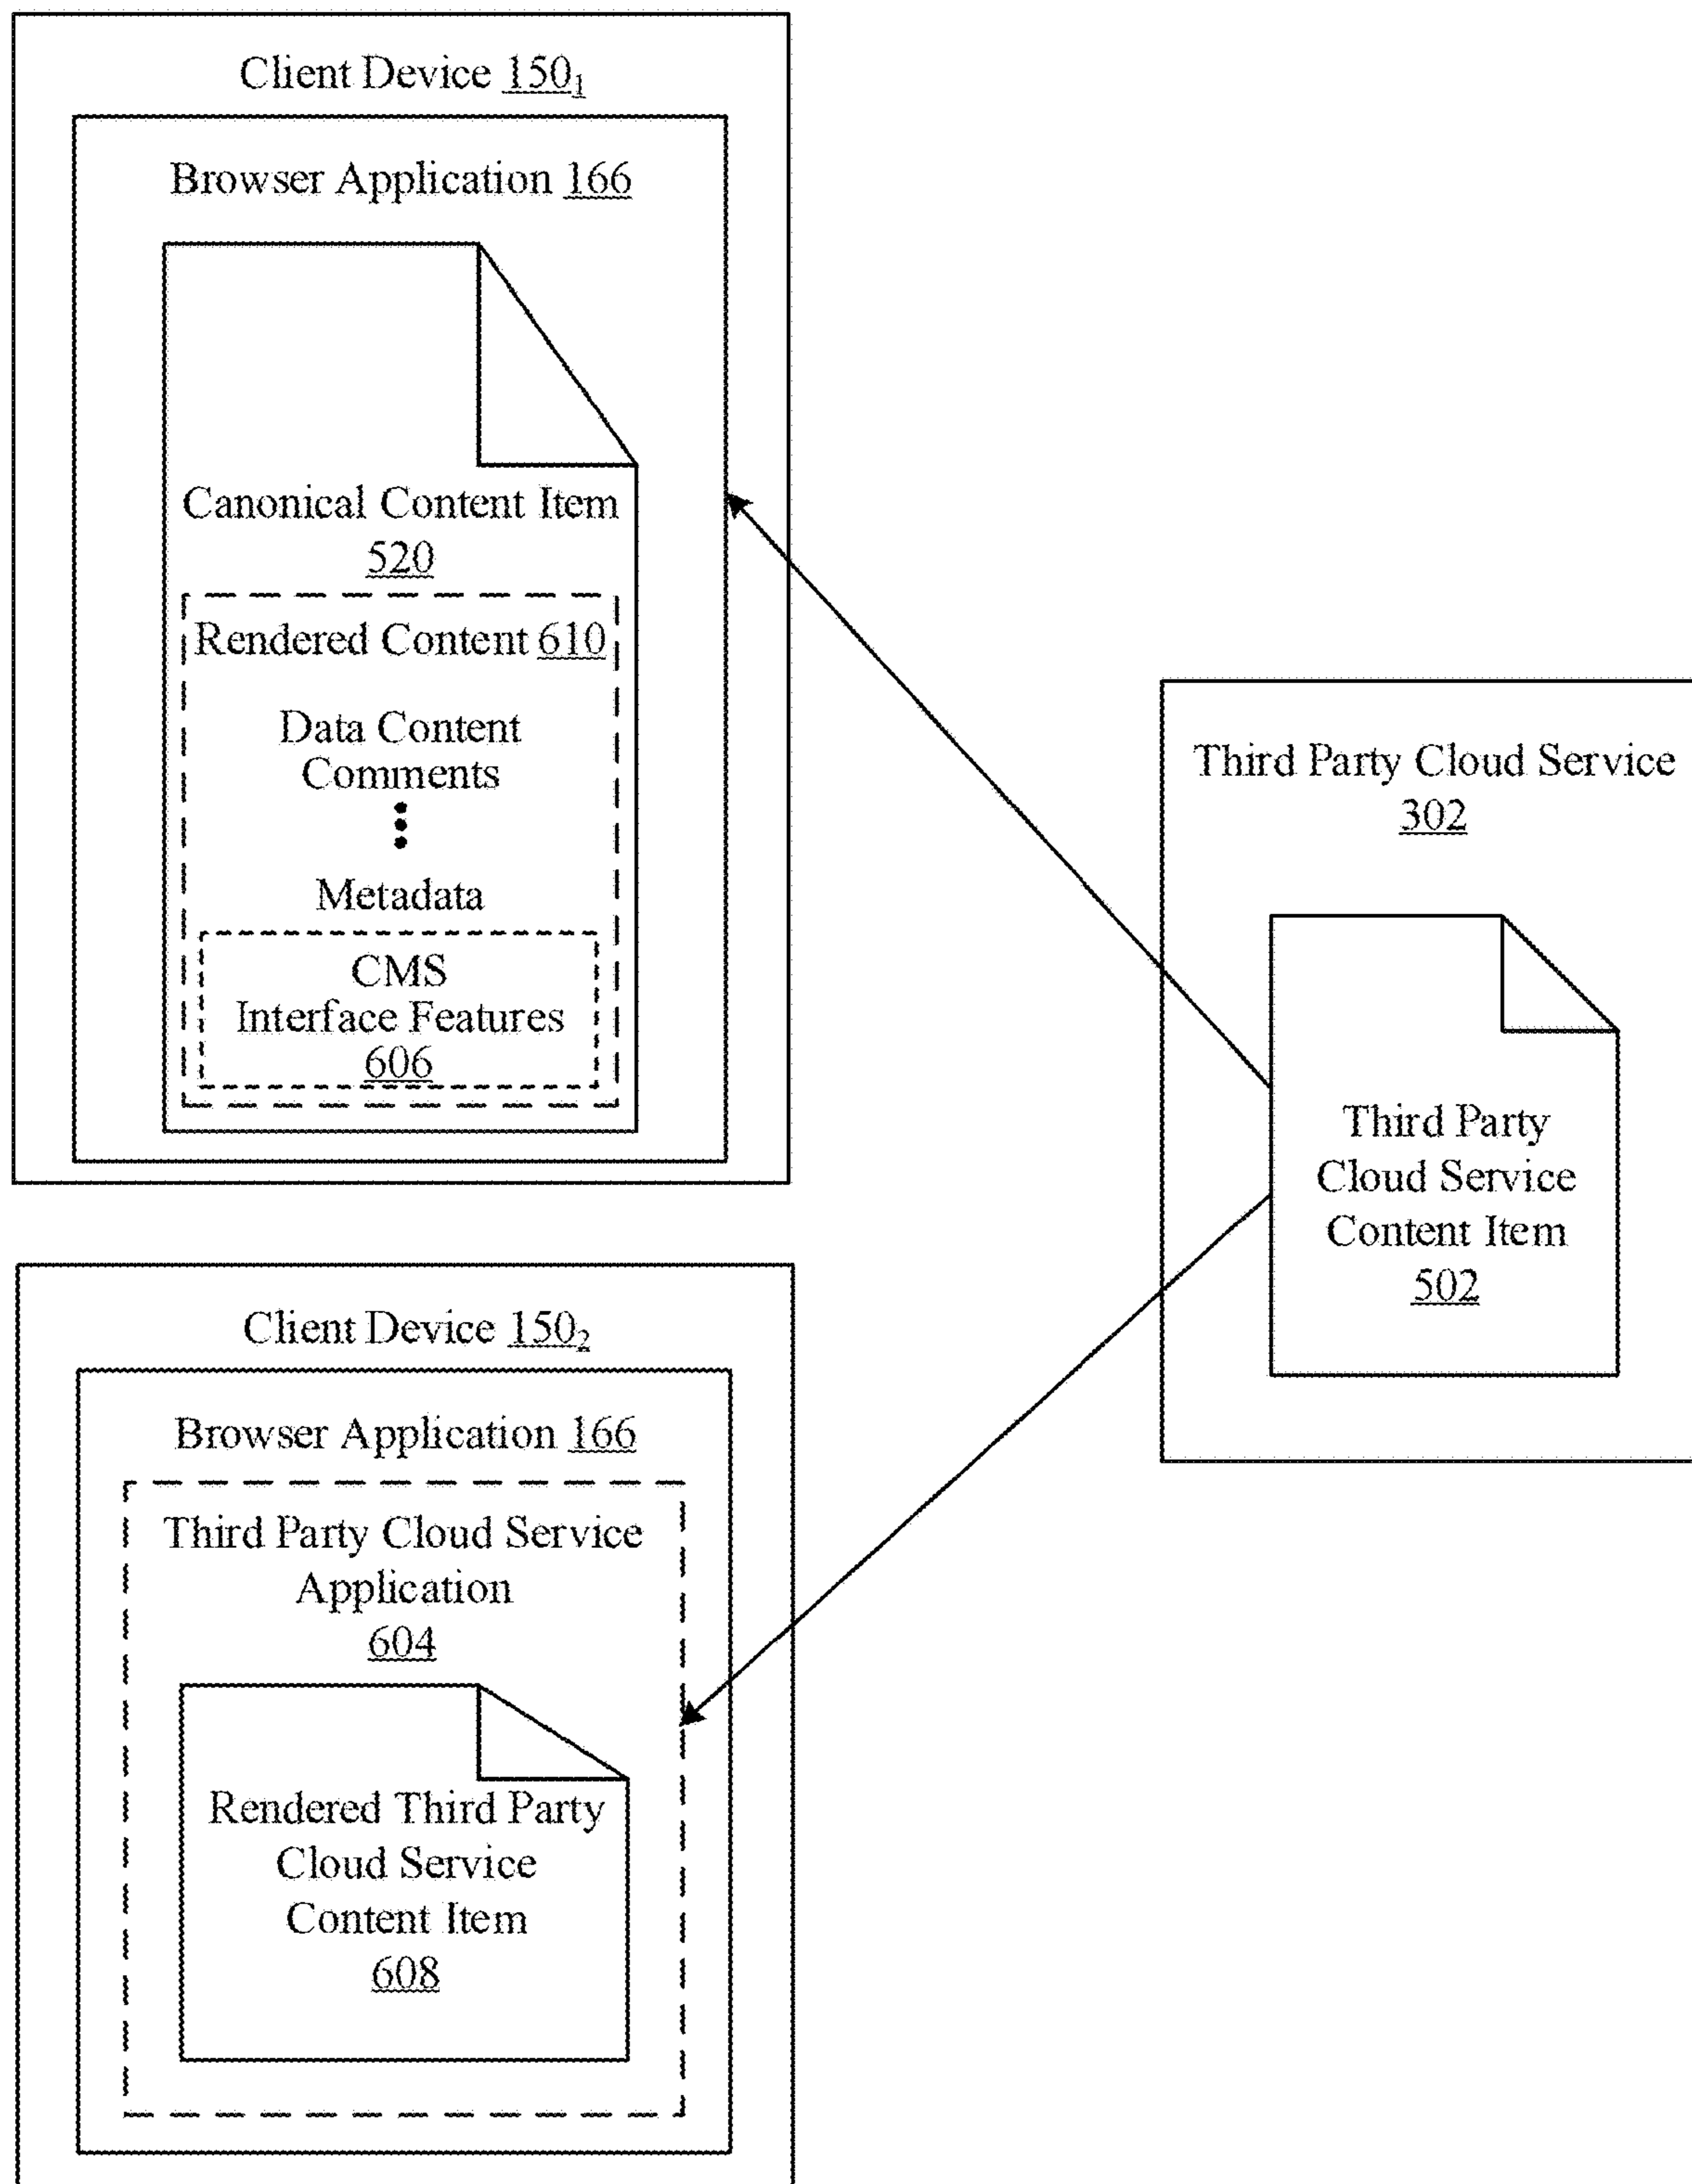 Client Device 150₁
Browser Application 166
Canonical Content Item
520
Rendered Content 610
Data Content
Comments
Metadata
CMS
Interface Features
606
Third Party Cloud Service
302
Third Party
Cloud Service
Content Item
502
Client Device 150₂
Browser Application 166
Third Party Cloud Service
Application
604
Rendered Third Party
Cloud Service
Content Item
608